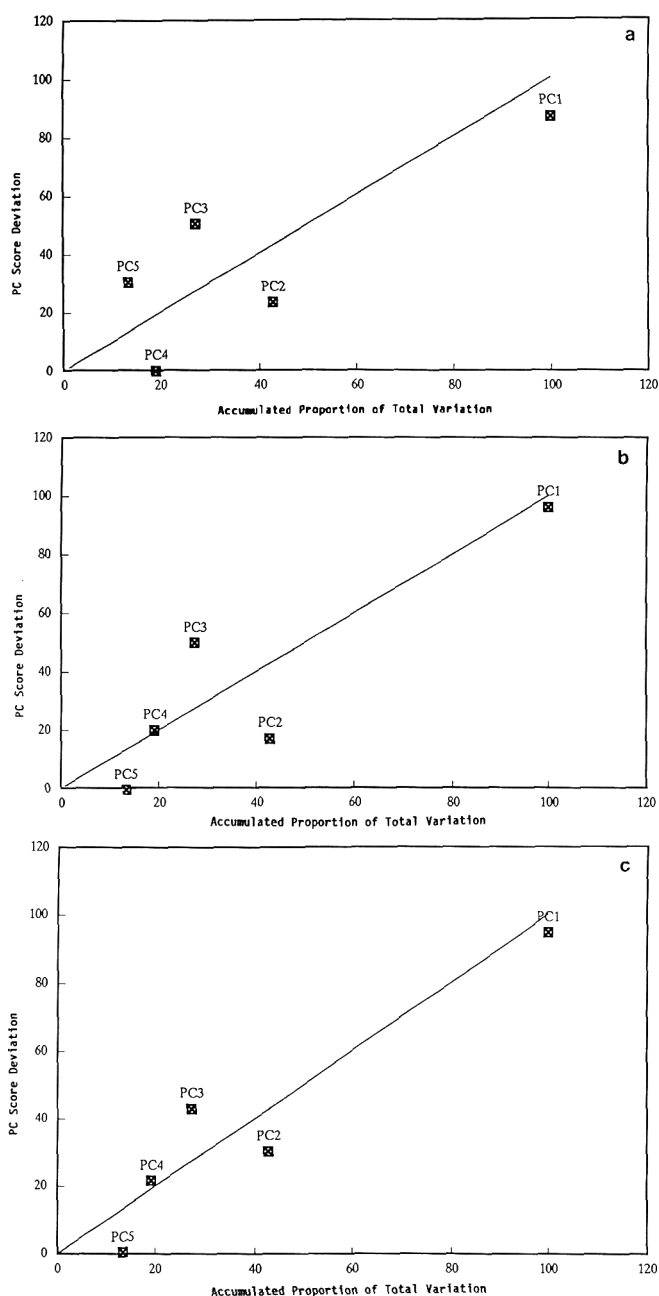 120
a
100
PC1
80
PC Score Deviation
60
PC3
40
PC5
PC2
20
PC4
0
0 20 40 60 80 100 120
Accumulated Proportion of Total Variation
120
b
100
PC1
80
PC Score Deviation
60
PC3
40
PC4
PC2
20
PC5
0
0 20 40 60 80 100 120
Accumulated Proportion of Total Variation
120
c
100
PC1
80
PC Score Deviation
60
PC3
40
PC2
PC4
20
PC5
0
0 20 40 60 80 100 120
Accumulated Proportion of Total Variation